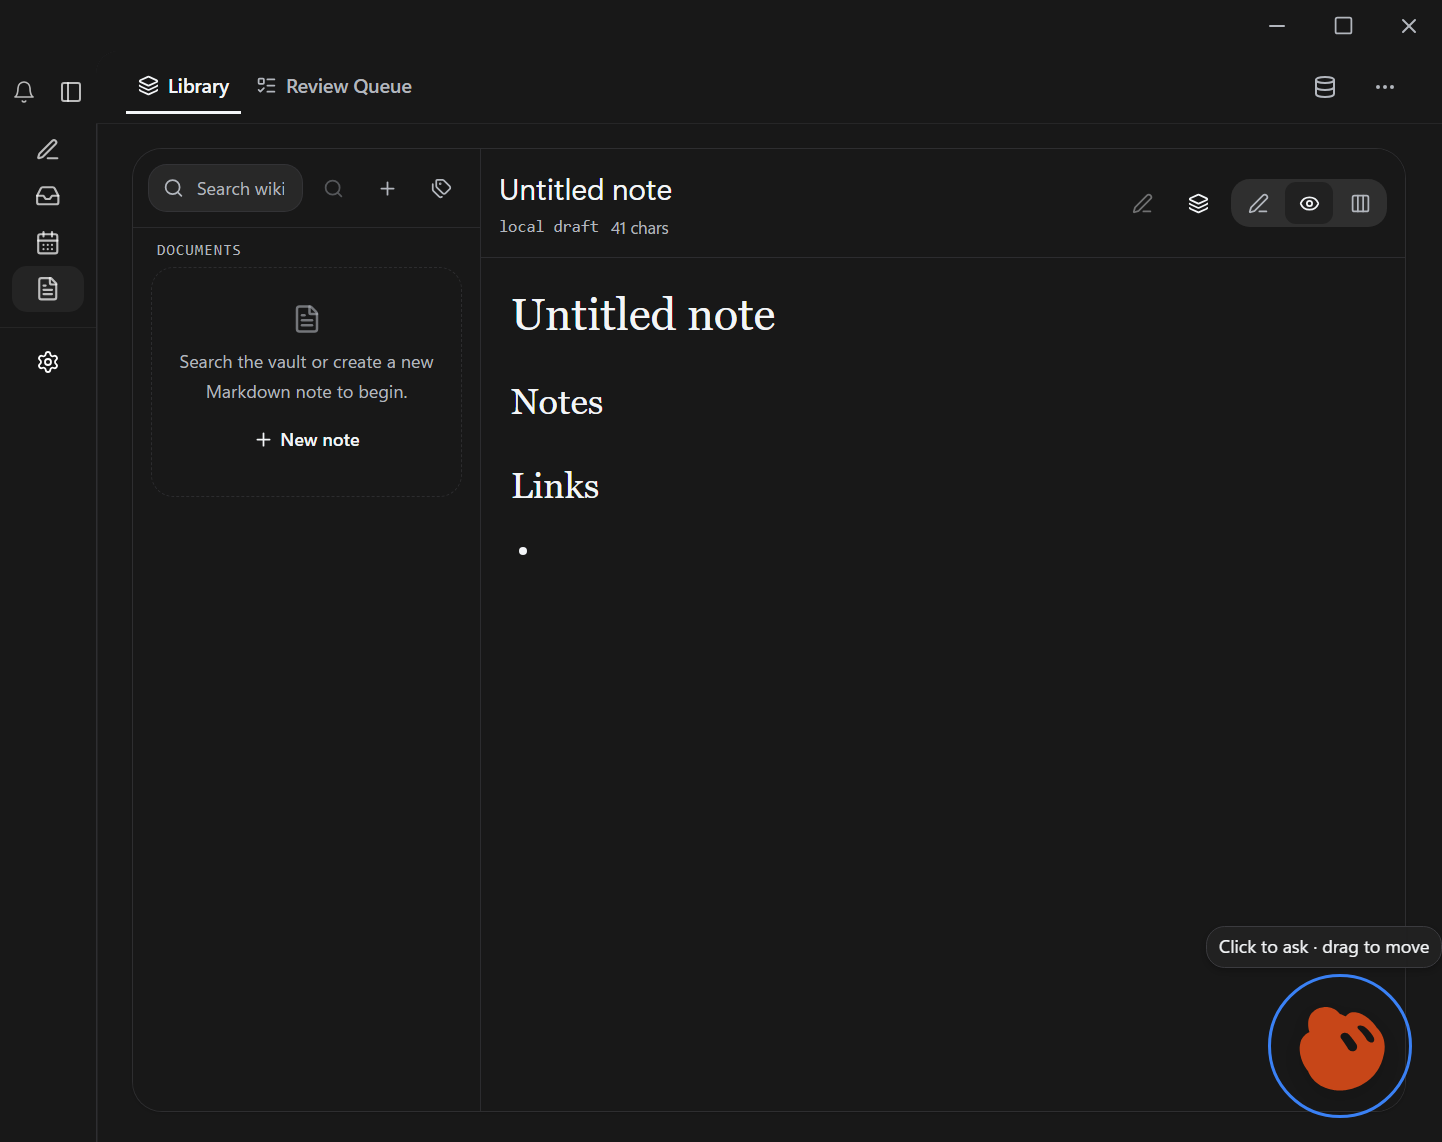 Library
Review Queue
Search wiki
Untitled note
local draft 41 chars
DOCUMENTS
Search the vault or create a new
Markdown note to begin.
New note
Untitled note
Notes
Links
Click to ask · drag to move